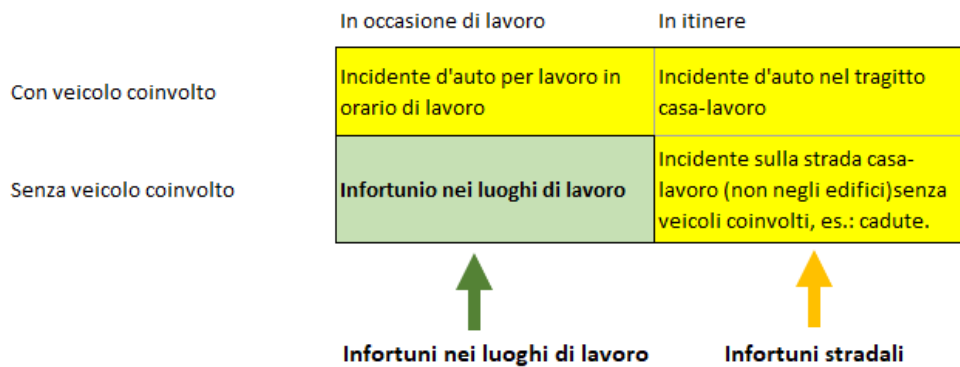 In occasione di lavoro
In itinere
Con veicolo coinvolto
Incidente d'auto per lavoro in
orario di lavoro
Incidente d'auto nel tragitto
casa-lavoro
Senza veicolo coinvolto
Infortunio nei luoghi di lavoro
Incidente sulla strada casa-
lavoro (non negli edifici)senza
veicoli coinvolti, es.: cadute.
Infortuni nei luoghi di lavoro
Infortuni stradali